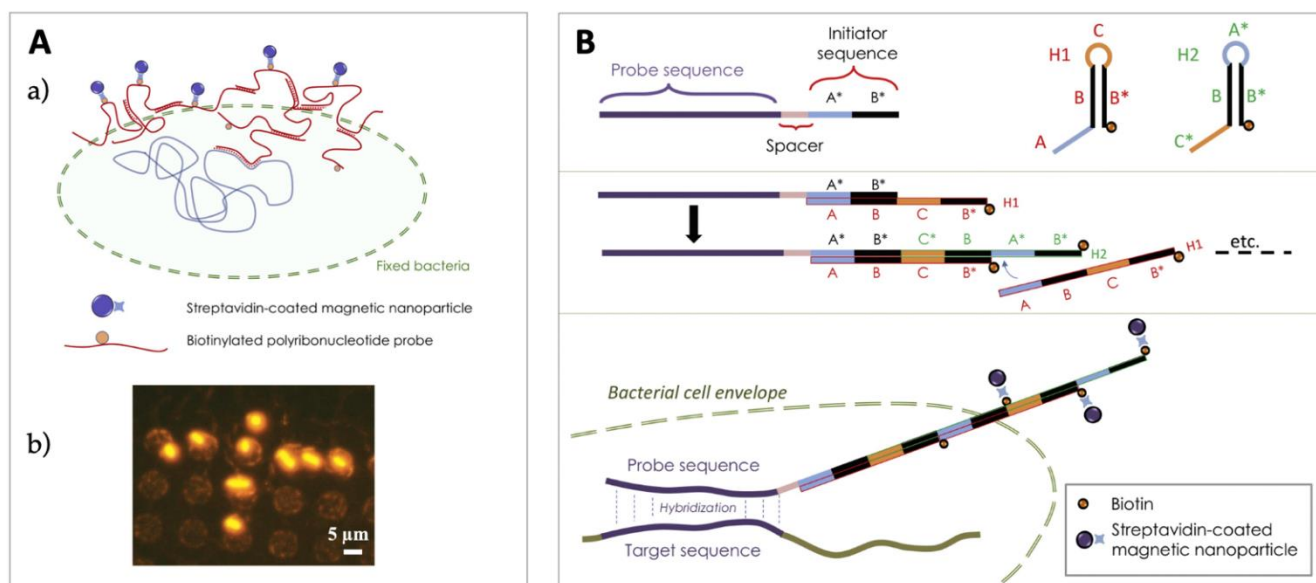 A
a)
Fixed bacteria
Streptavidin-coated magnetic nanoparticle
Biotinylated polyribonucleotide probe
b)
5 µm
B
Probe sequence
Initiator
sequence
A* B*
Spacer
C
H1
B B*
A
A*
H2
B B*
C*
A* B*
A B C B* H1
A* B* C* B A* B*
H2
A B C B*
A B C B* H1
etc.
Bacterial cell envelope
Probe sequence
Hybridization
Target sequence
Biotin
Streptavidin-coated
magnetic nanoparticle